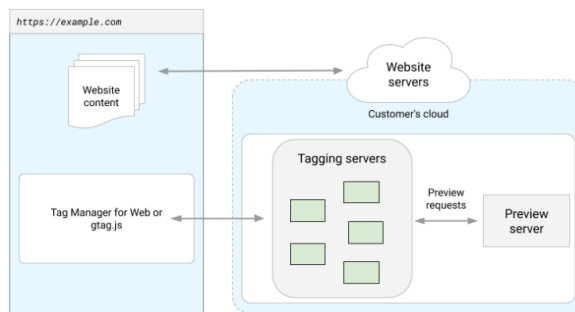 https://example.com
Website
content
Website
servers
Customer's cloud
Tag Manager for Web or
gtag.js
Tagging servers
Preview
requests
Preview
server